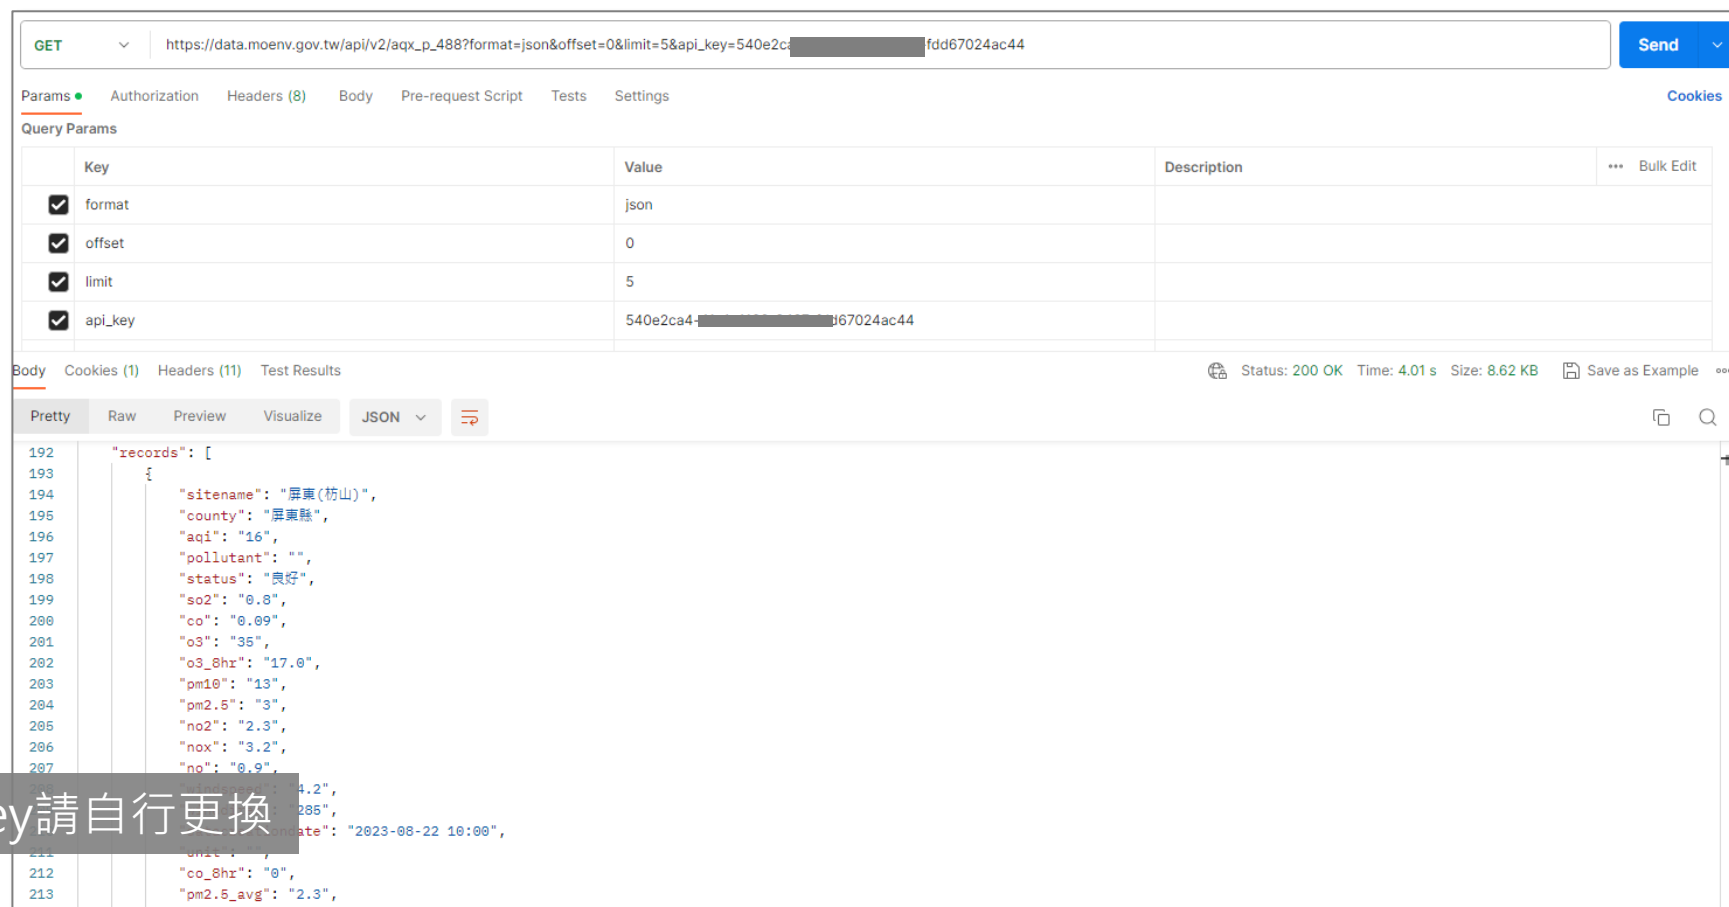 GET https://data.moenv.gov.tw/api/v2/aqx_p_488?format=json&offset=0&limit=5&api_key=540e2c fdd67024ac44 Send
Params Authorization Headers (8) Body Pre-request Script Tests Settings Cookies
Query Params
Key Value Description ••• Bulk Edit
format json
offset 0
limit 5
api_key 540e2ca4- d67024ac44
Body Cookies (1) Headers (11) Test Results Status: 200 OK Time: 4.01 s Size: 8.62 KB Save as Example
Pretty Raw Preview Visualize JSON
192 "records": [
193 {
194 "sitename": "屏東(枋山)",
195 "county": "屏東縣",
196 "aqi": "16",
197 "pollutant": "",
198 "status": "良好",
199 "so2": "0.8",
200 "co": "0.09",
201 "o3": "35",
202 "o3_8hr": "17.0",
203 "pm10": "13",
204 "pm2.5": "3",
205 "no2": "2.3",
206 "nox": "3.2",
207 "no": "0.9",
"windspeed": "4.2",
"285",
ey請自行更換
ondate": "2023-08-22 10:00",
211 "unit": "",
212 "co_8hr": "0",
213 "pm2.5_avg": "2.3",